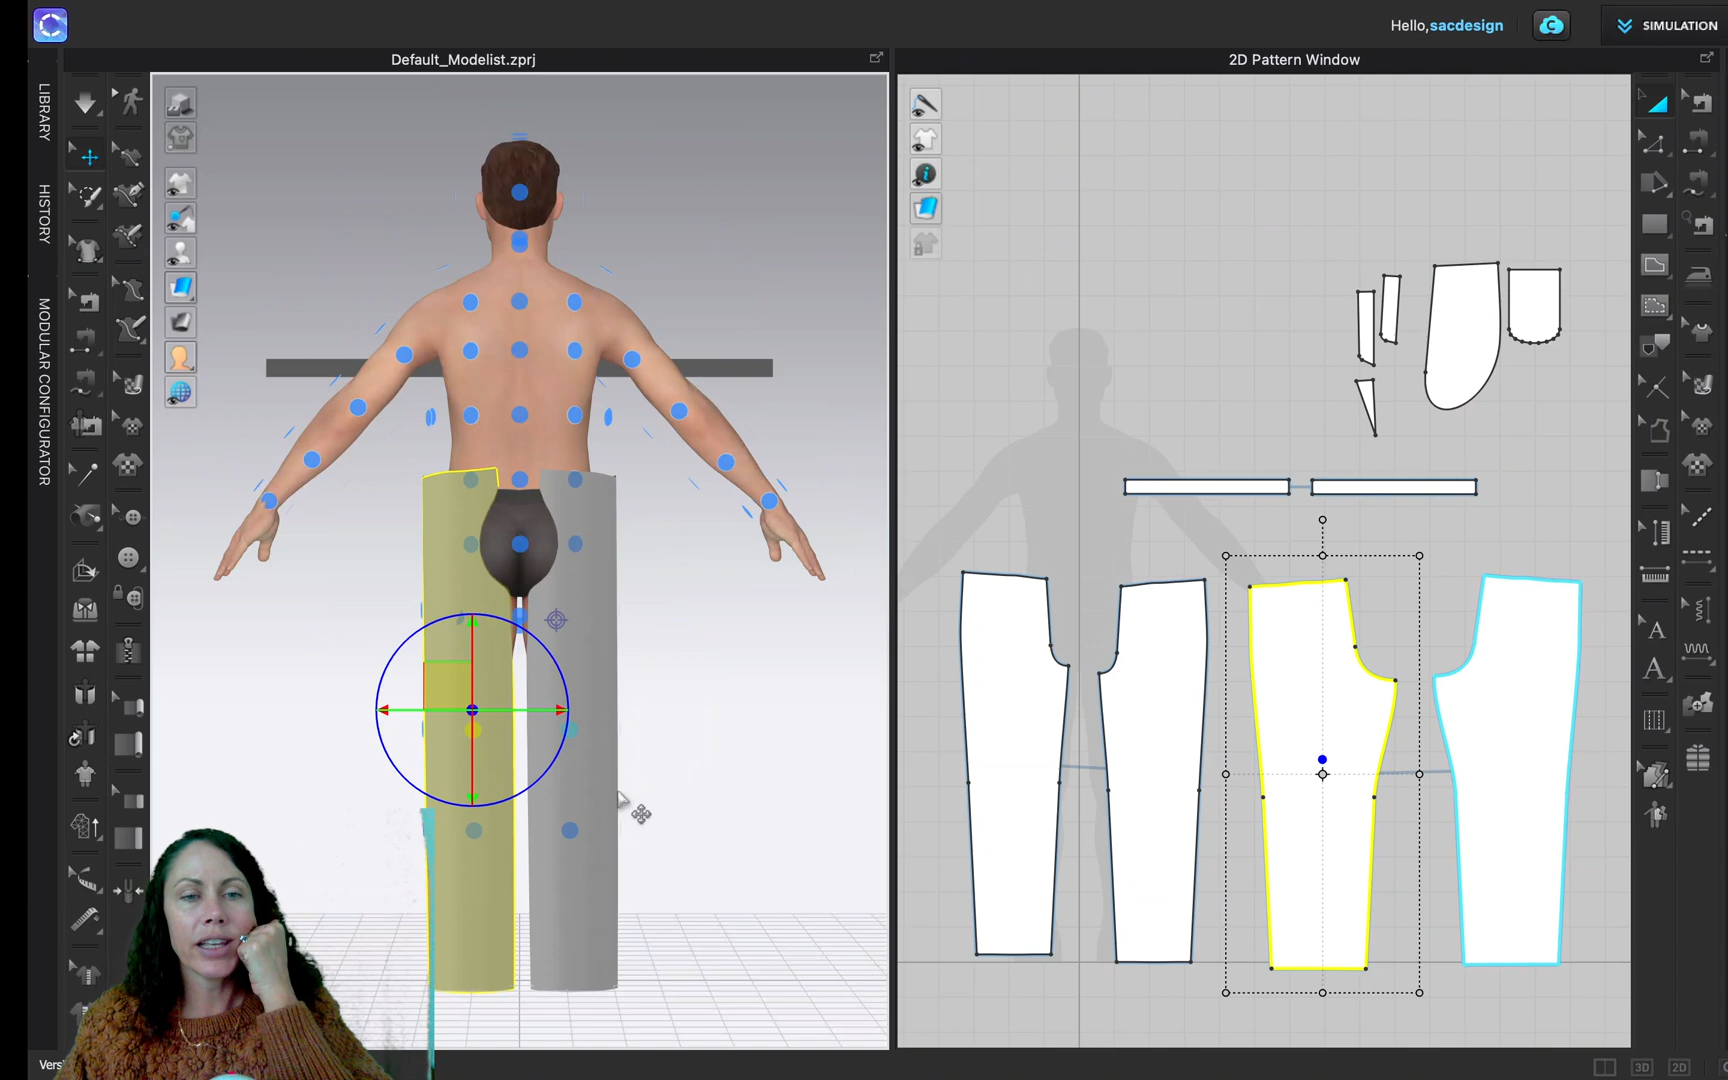 Hello,sacdesign
SIMULATION
Default_Modelist.zprj
2D Pattern Window
LIBRARY
HISTORY
MODULAR CONFIGURATOR
A
A
3D
2D